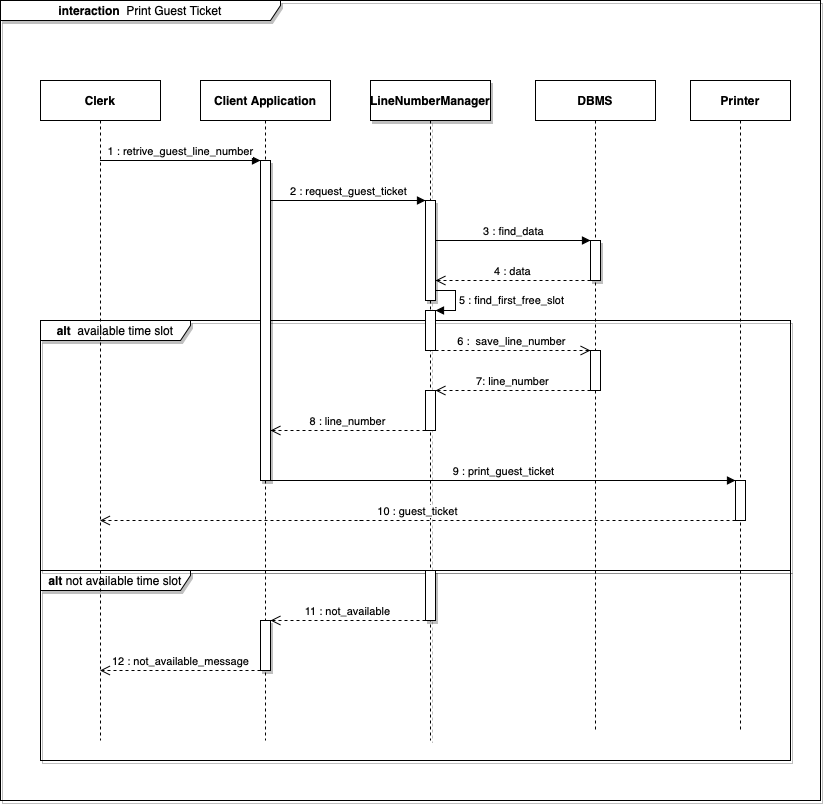 interaction Print Guest Ticket
Clerk
Client Application
LineNumberManager
DBMS
Printer
1 : retrive_guest_line_number
2 : request_guest_ticket
3 : find_data
4 : data
5 : find_first_free_slot
alt available time slot
6 : save_line_number
7: line_number
8 : line_number
9 : print_guest_ticket
10 : guest_ticket
alt not available time slot
11 : not_available
12 : not_available_message